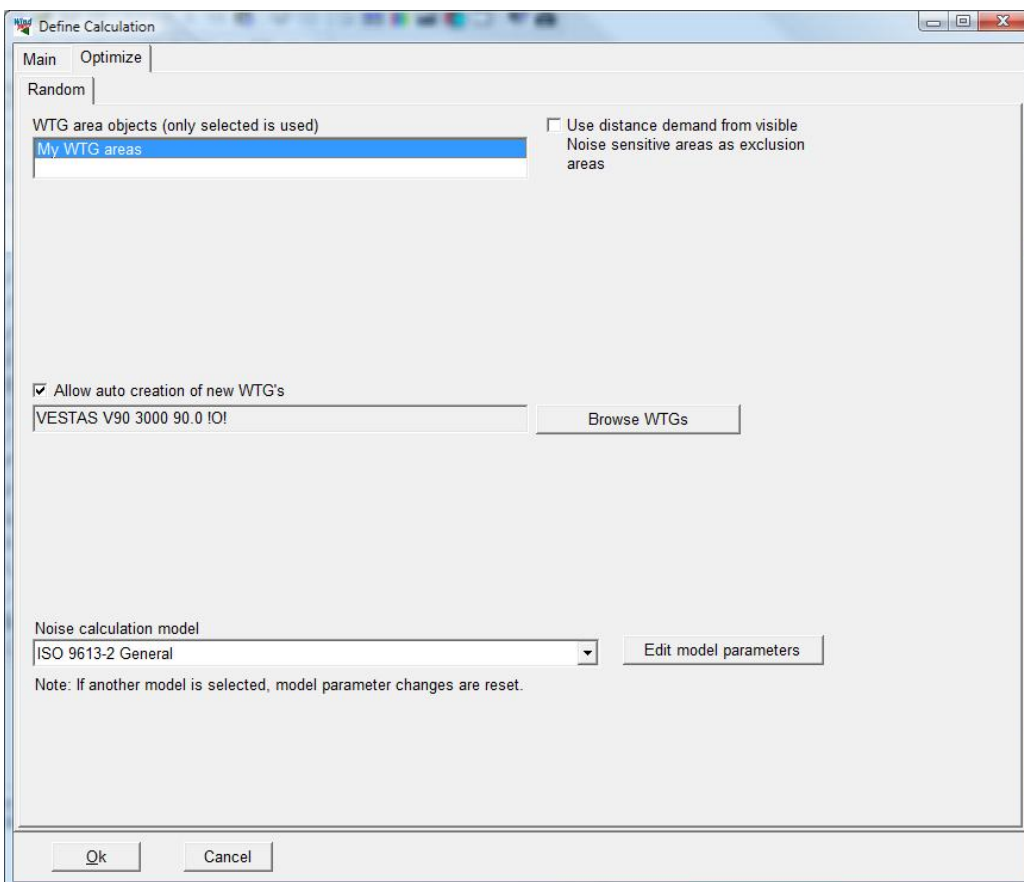 Wind
Define Calculation
Main
Optimize
Random
WTG area objects (only selected is used)
My WTG areas
Use distance demand from visible
Noise sensitive areas as exclusion
areas
Allow auto creation of new WTG's
VESTAS V90 3000 90.0 !O!
Browse WTGs
Noise calculation model
ISO 9613-2 General
Edit model parameters
Note: If another model is selected, model parameter changes are reset.
Ok
Cancel